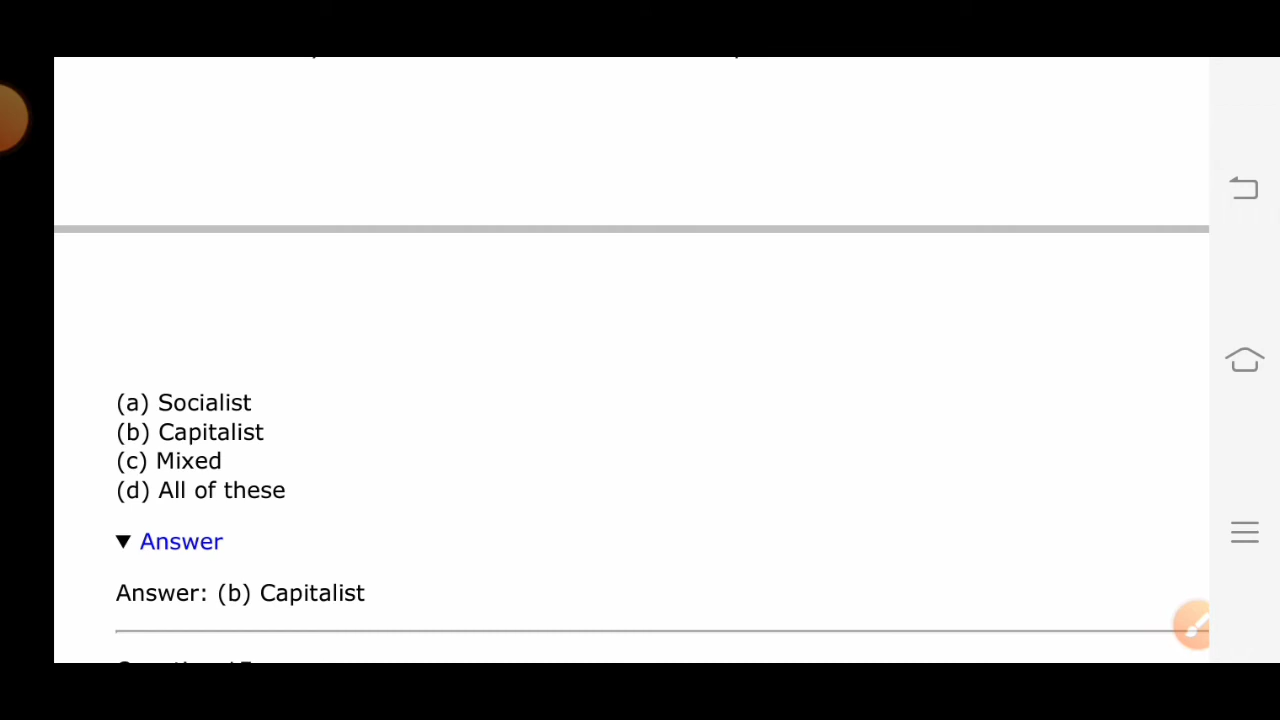 (a) Socialist
(b) Capitalist
(c) Mixed
(d) All of these
▼ Answer
Answer: (b) Capitalist